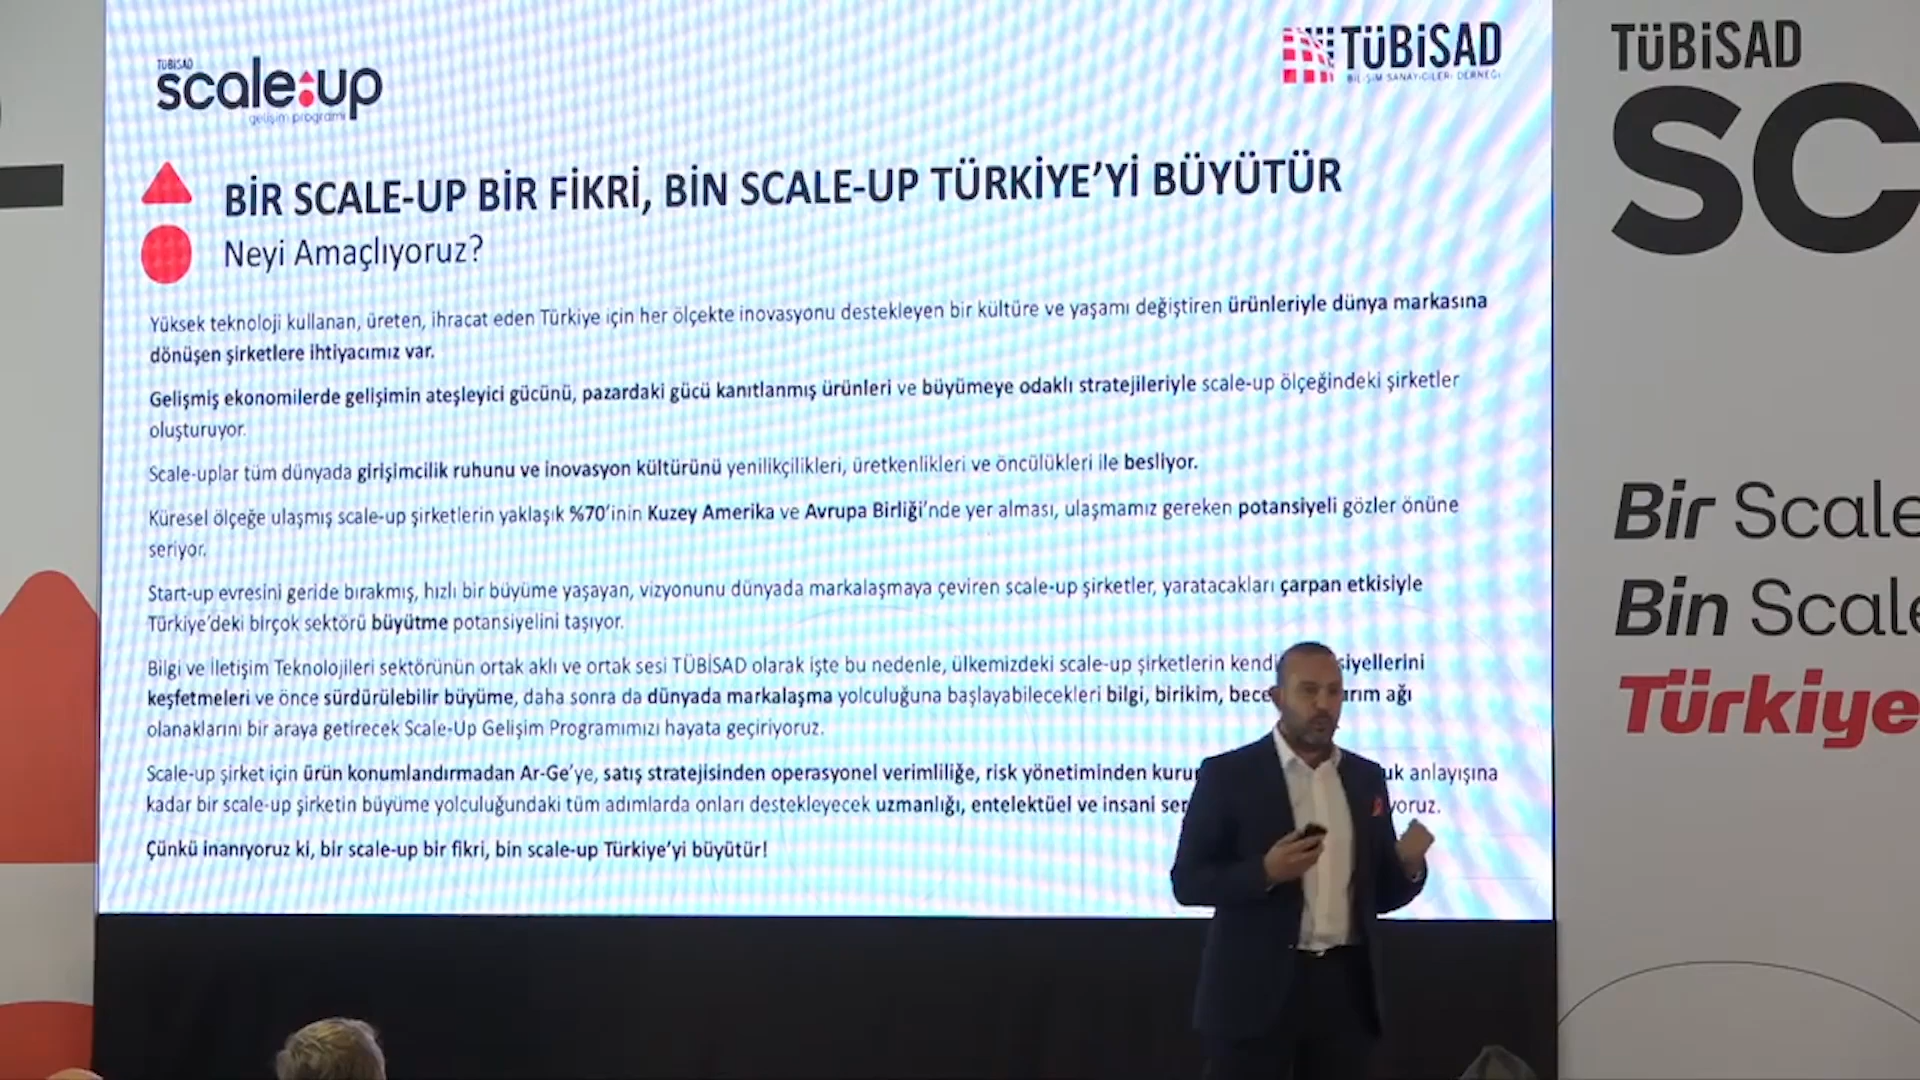 TÜBİSAD
scale:up
gelişim programı
TÜBİSAD
BİLİŞİM SANAYİCİLERİ DERNEĞİ
BİR SCALE-UP BİR FİKRİ, BİN SCALE-UP TÜRKİYE'Yİ BÜYÜTÜR
Neyi Amaçlıyoruz?
Yüksek teknoloji kullanan, üreten, ihracat eden Türkiye için her ölçekte inovasyonu destekleyen bir kültüre ve yaşamı değiştiren ürünleriyle dünya markasına
dönüşen şirketlere ihtiyacımız var.
Gelişmiş ekonomilerde gelişimin ateşleyici gücünü, pazardaki gücü kanıtlanmış ürünleri ve büyümeye odaklı stratejileriyle scale-up ölçeğindeki şirketler
oluşturuyor.
Scale-uplar tüm dünyada girişimcilik ruhunu ve inovasyon kültürünü yenilikçilikleri, üretkenlikleri ve öncülükleri ile besliyor.
Küresel ölçeğe ulaşmış scale-up şirketlerin yaklaşık %70'inin Kuzey Amerika ve Avrupa Birliği'nde yer alması, ulaşmamız gereken potansiyeli gözler önüne
seriyor.
Start-up evresini geride bırakmış, hızlı bir büyüme yaşayan, vizyonunu dünyada markalaşmaya çeviren scale-up şirketler, yaratacakları çarpan etkisiyle
Türkiye'deki birçok sektörü büyütme potansiyelini taşıyor.
Bilgi ve İletişim Teknolojileri sektörünün ortak aklı ve ortak sesi TÜBİSAD olarak işte bu nedenle, ülkemizdeki scale-up şirketlerin kendi siyellerini
keşfetmeleri ve önce sürdürülebilir büyüme, daha sonra da dünyada markalaşma yolculuğuna başlayabilecekleri bilgi, birikim, bece arım ağı
olanaklarını bir araya getirecek Scale-Up Gelişim Programımızı hayata geçiriyoruz.
Scale-up şirket için ürün konumlandırmadan Ar-Ge'ye, satış stratejisinden operasyonel verimliliğe, risk yönetiminden kuru uk anlayışına
kadar bir scale-up şirketin büyüme yolculuğundaki tüm adımlarda onları destekleyecek uzmanlığı, entelektüel ve insani ser yoruz.
Çünkü inanıyoruz ki, bir scale-up bir fikri, bin scale-up Türkiye'yi büyütür!
TÜBİSAD
SC
Bir Scale
Bin Scale
Türkiye